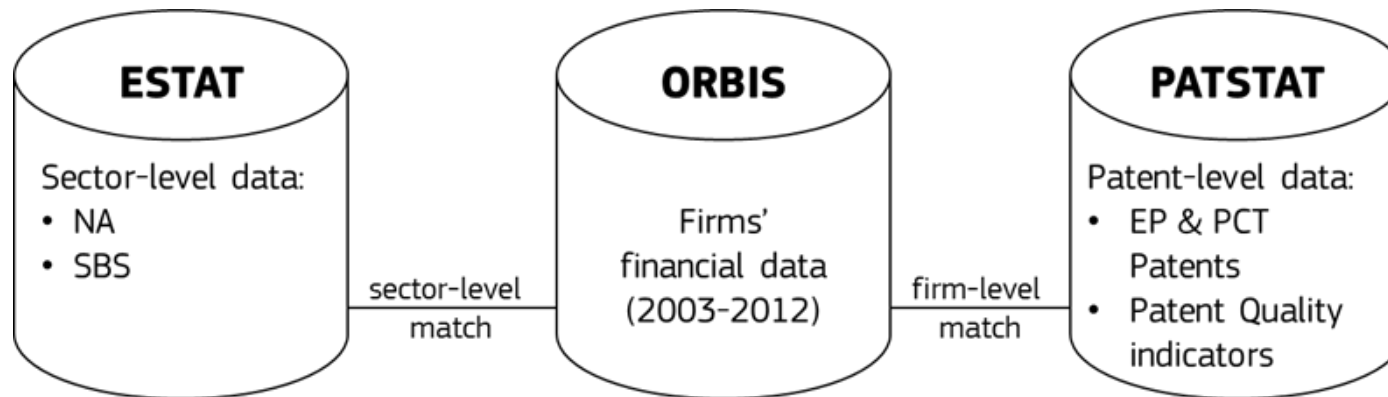 ESTAT
Sector-level data:
• NA
• SBS
sector-level
match
ORBIS
Firms'
financial data
(2003-2012)
firm-level
match
PATSTAT
Patent-level data:
• EP & PCT
Patents
• Patent Quality
indicators